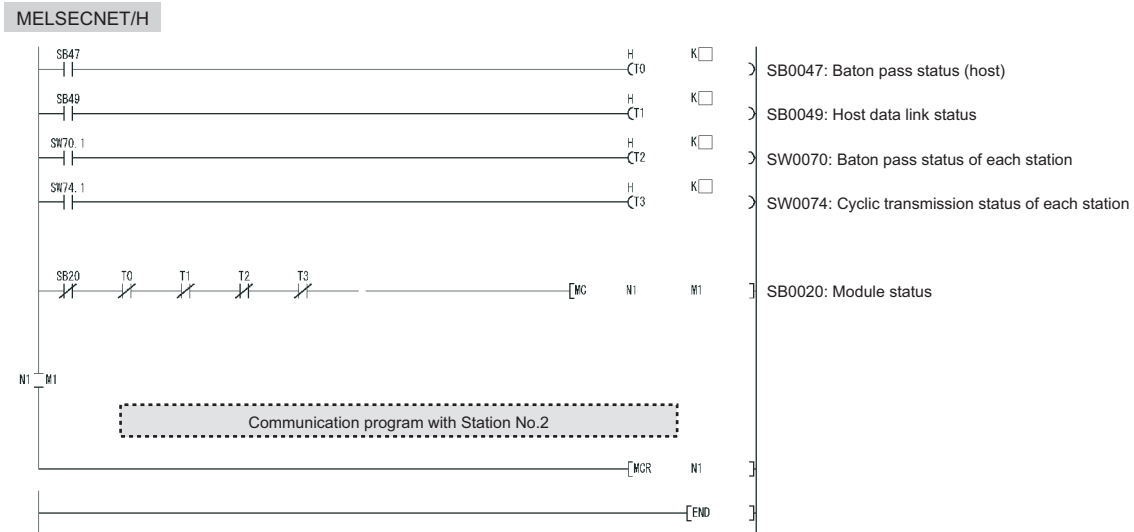 MELSECNET/H
SB47 H K□
T0 SB0047: Baton pass status (host)
SB49 H K□
T1 SB0049: Host data link status
SW70.1 H K□
T2 SW0070: Baton pass status of each station
SW74.1 H K□
T3 SW0074: Cyclic transmission status of each station
SB20 T0 T1 T2 T3
MC N1 M1 SB0020: Module status
N1 M1
Communication program with Station No.2
MCR N1
END